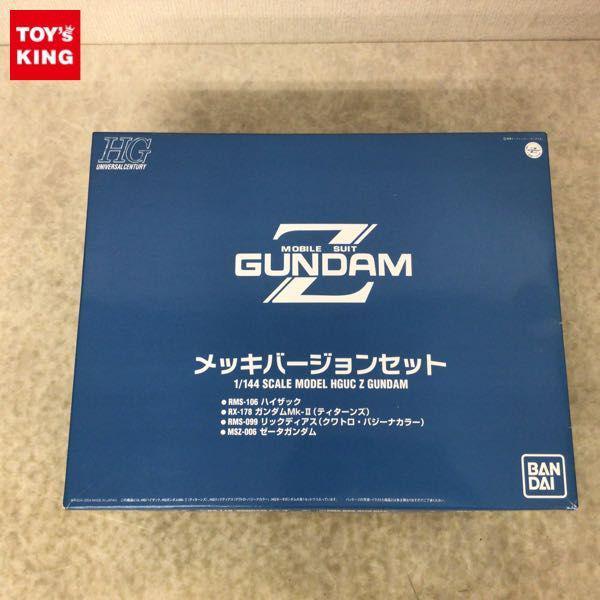 TOY's
KING
HG
UNIVERSAL CENTURY
MOBILE SUIT
Z
GUNDAM
メッキバージョンセット
1/144 SCALE MODEL HGUC Z GUNDAM
●RMS-106 ハイザック
●RX-178 ガンダムMk-II(ティターンズ)
●RMS-099 リックディアス(クワトロ・バジーナカラー)
●MSZ-006 ゼータガンダム
BAN
DAI